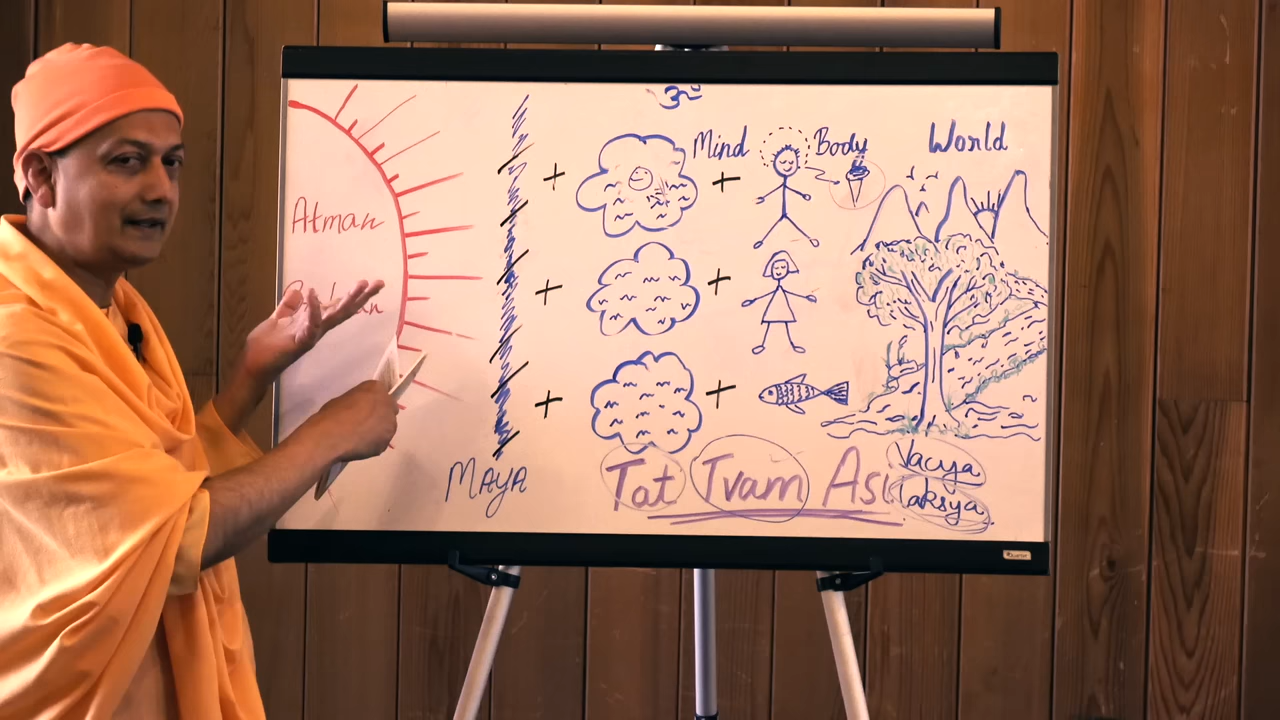 ॐ
Mind
Body
World
Atman
MAYA
Tat Tvam Asi
Vacya
Laksya